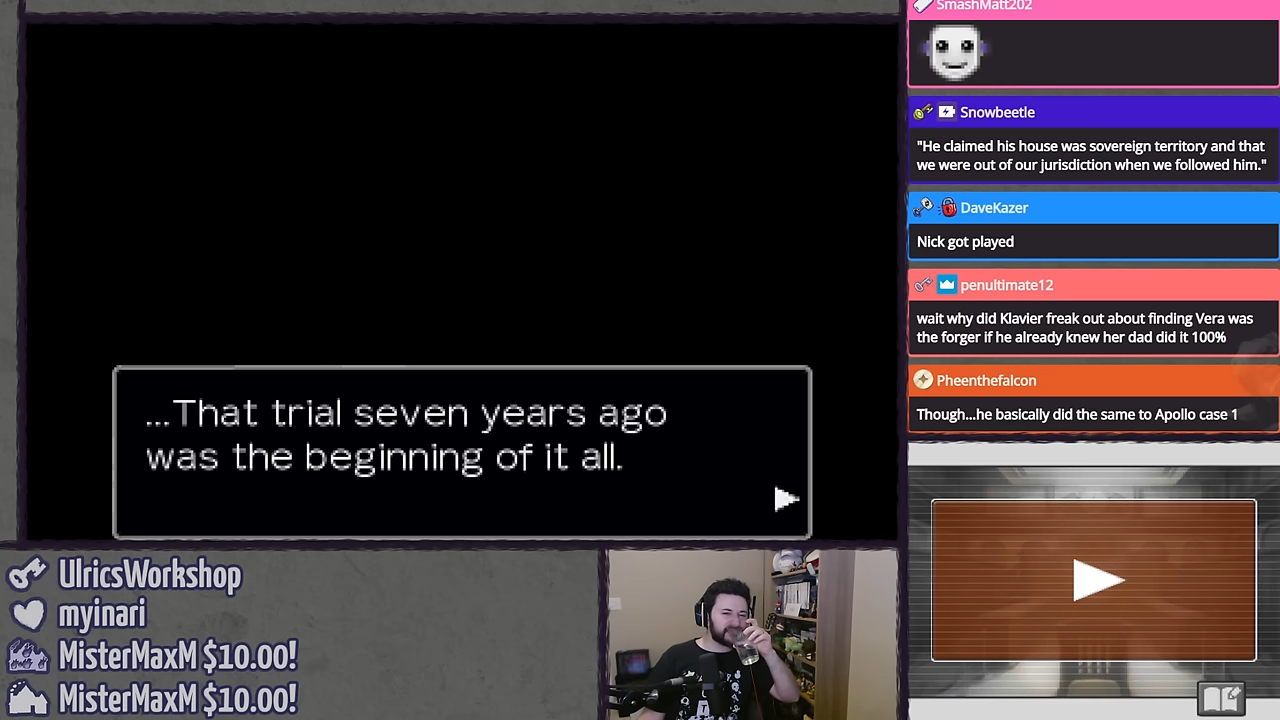 ...That trial seven years ago
was the beginning of it all.
SmashMatt202
Snowbeetle
"He claimed his house was sovereign territory and that
we were out of our jurisdiction when we followed him."
DaveKazer
Nick got played
penultimate12
wait why did Klavier freak out about finding Vera was
the forger if he already knew her dad did it 100%
Pheenthefalcon
Though...he basically did the same to Apollo case 1
UlricsWorkshop
myinari
MisterMaxM $10.00!
MisterMaxM $10.00!